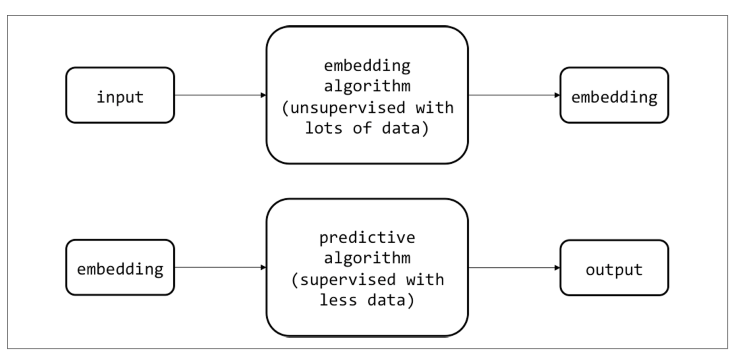 input
embedding
algorithm
(unsupervised with
lots of data)
embedding
embedding
predictive
algorithm
(supervised with
less data)
output